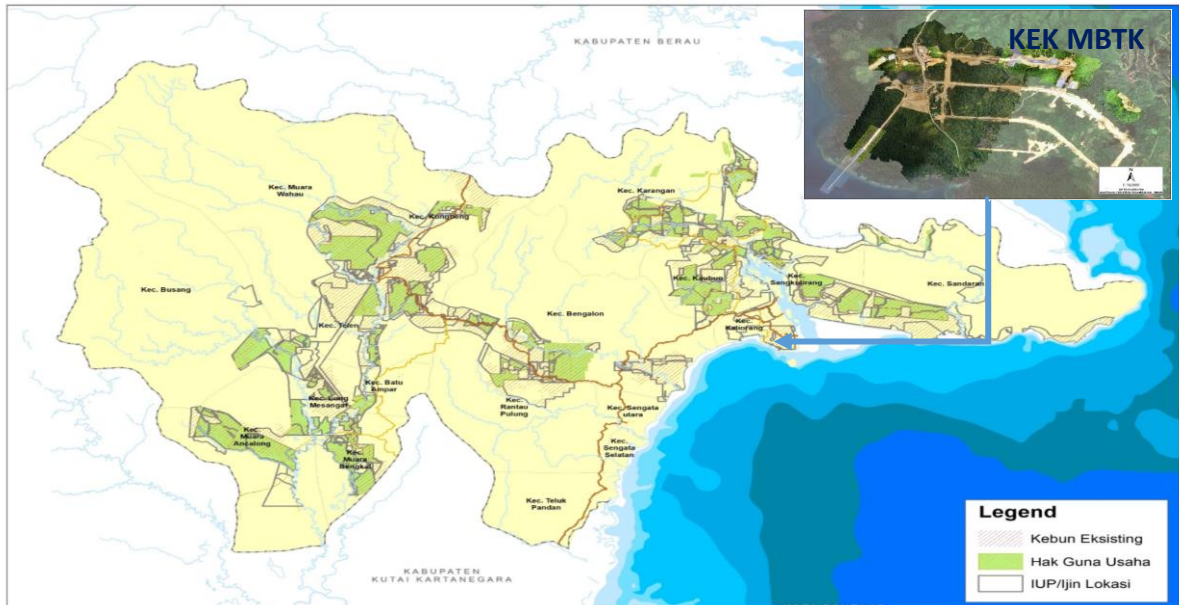 KABUPATEN BERAU
KEK MBTK
Kec. Muara
Wahau
Kec. Kongbeng
Kec. Karangan
Kec. Busang
Kec. Telen
Kec. Bengalon
Kec. Kaubun
Kec.
Sangkulirang
Kec. Sandaran
Kec.
Kaliorang
Kec. Batu
Ampar
Kec. Long
Mesangat
Kec.
Rantau
Pulung
Kec. Sengata
utara
Kec.
Muara
Ancalong
Kec.
Muara
Bengkal
Kec.
Sengata
Selatan
Kec. Teluk
Pandan
KABUPATEN
KUTAI KARTANEGARA
Legend
Kebun Eksisting
Hak Guna Usaha
IUP/Ijin Lokasi